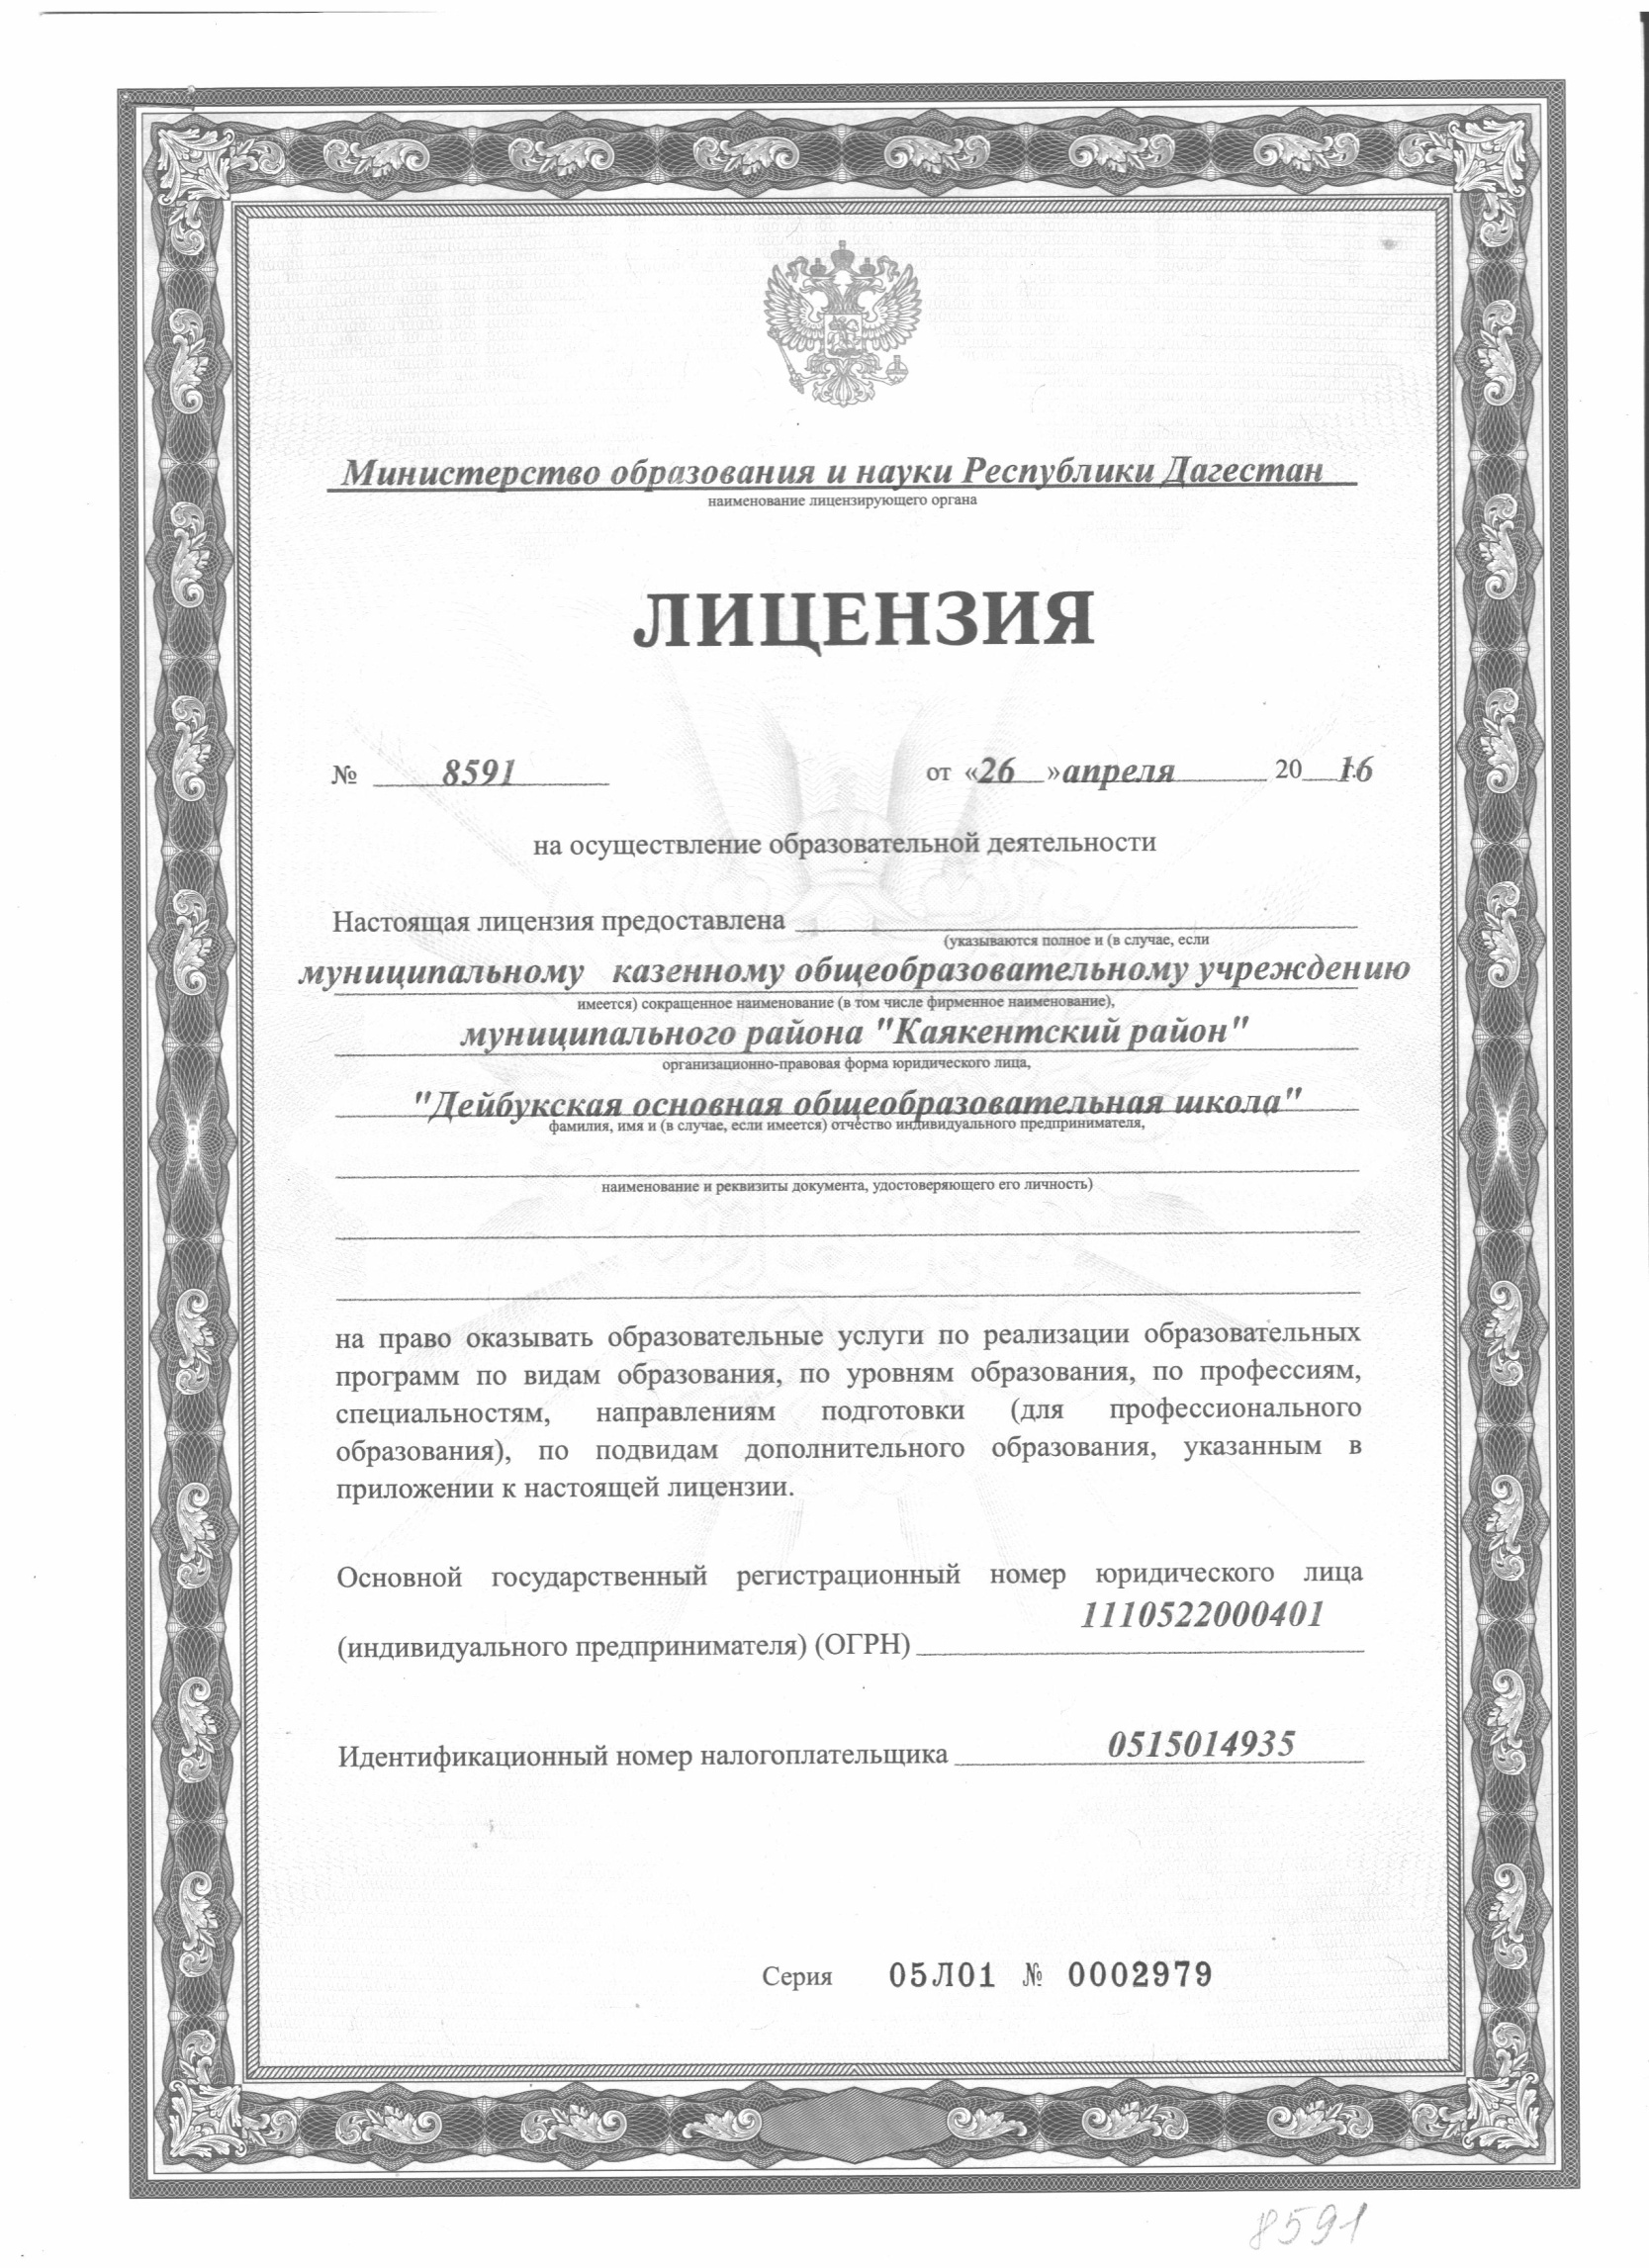 Министерство образования и науки Республики Дагестан
наименование лицензирующего органа
ЛИЦЕНЗИЯ
№ 8591 от «26 » апреля 20 16
на осуществление образовательной деятельности
Настоящая лицензия предоставлена
(указываются полное и (в случае, если
муниципальному казенному общеобразовательному учреждению
имеется) сокращенное наименование (в том числе фирменное наименование),
муниципального района "Каякентский район"
организационно-правовая форма юридического лица,
"Дейбукская основная общеобразовательная школа"
фамилия, имя и (в случае, если имеется) отчество индивидуального предпринимателя,
наименование и реквизиты документа, удостоверяющего его личность)
на право оказывать образовательные услуги по реализации образовательных
программ по видам образования, по уровням образования, по профессиям,
специальностям, направлениям подготовки (для профессионального
образования), по подвидам дополнительного образования, указанным в
приложении к настоящей лицензии.
Основной государственный регистрационный номер юридического лица
1110522000401
(индивидуального предпринимателя) (ОГРН)
Идентификационный номер налогоплательщика 0515014935
Серия 05Л01 № 0002979
8591